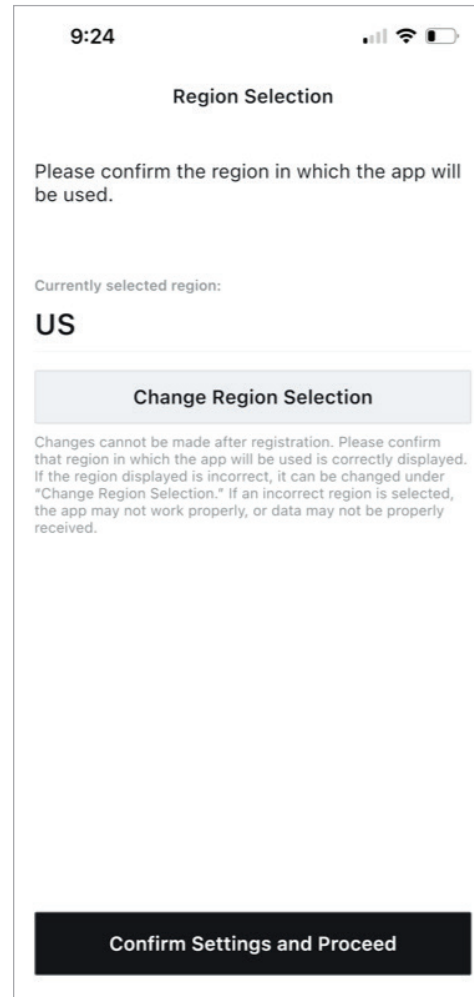 9:24
Region Selection
Please confirm the region in which the app will
be used.
Currently selected region:
US
Change Region Selection
Changes cannot be made after registration. Please confirm
that region in which the app will be used is correctly displayed.
If the region displayed is incorrect, it can be changed under
"Change Region Selection." If an incorrect region is selected,
the app may not work properly, or data may not be properly
received.
Confirm Settings and Proceed